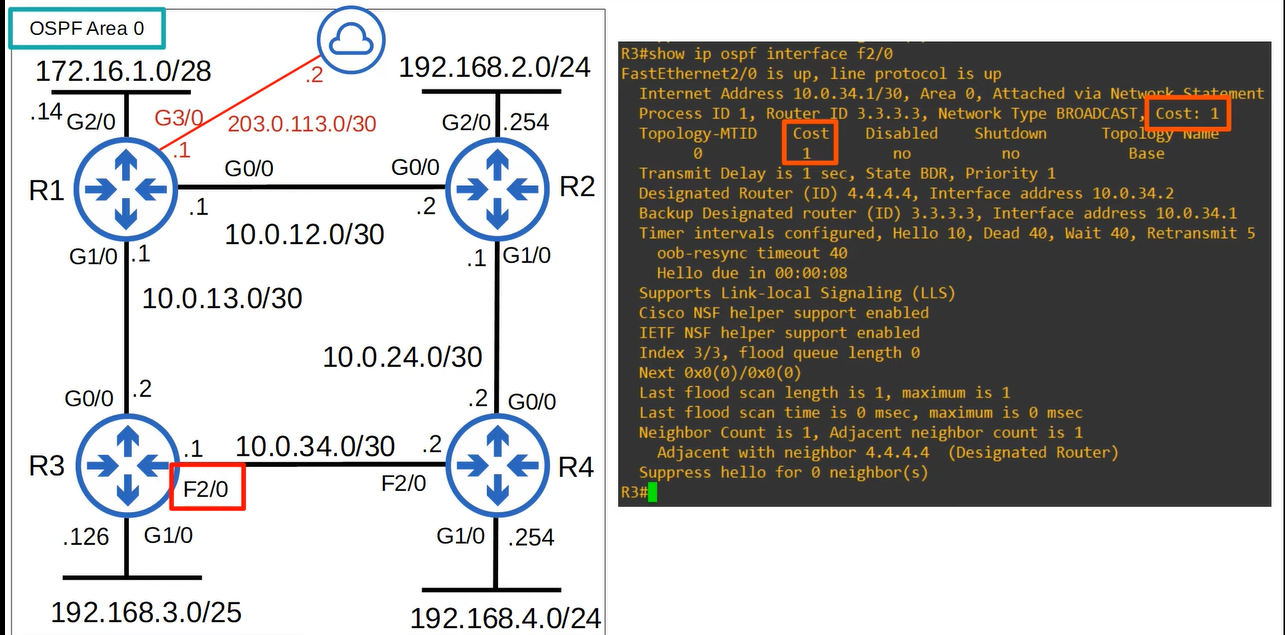 OSPF Area 0
172.16.1.0/28
.2
192.168.2.0/24
.14
G2/0
G3/0
203.0.113.0/30
G2/0
.254
.1
G0/0
G0/0
R1
R2
.1
.2
10.0.12.0/30
G1/0
.1
.1
G1/0
10.0.13.0/30
10.0.24.0/30
G0/0
.2
.2
G0/0
.1
10.0.34.0/30
.2
R3
R4
F2/0
F2/0
.126
G1/0
G1/0
.254
192.168.3.0/25
192.168.4.0/24
R3#show ip ospf interface f2/0
FastEthernet2/0 is up, line protocol is up
Internet Address 10.0.34.1/30, Area 0, Attached via Network Statement
Process ID 1, Router ID 3.3.3.3, Network Type BROADCAST, Cost: 1
Topology-MTID Cost Disabled Shutdown Topology Name
0 1 no no Base
Transmit Delay is 1 sec, State BDR, Priority 1
Designated Router (ID) 4.4.4.4, Interface address 10.0.34.2
Backup Designated router (ID) 3.3.3.3, Interface address 10.0.34.1
Timer intervals configured, Hello 10, Dead 40, Wait 40, Retransmit 5
oob-resync timeout 40
Hello due in 00:00:08
Supports Link-local Signaling (LLS)
Cisco NSF helper support enabled
IETF NSF helper support enabled
Index 3/3, flood queue length 0
Next 0x0(0)/0x0(0)
Last flood scan length is 1, maximum is 1
Last flood scan time is 0 msec, maximum is 0 msec
Neighbor Count is 1, Adjacent neighbor count is 1
Adjacent with neighbor 4.4.4.4 (Designated Router)
Suppress hello for 0 neighbor(s)
R3#